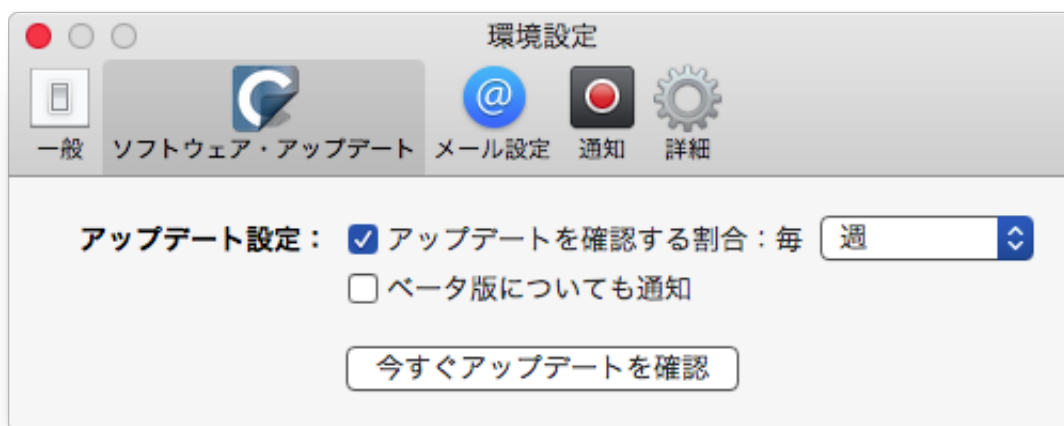 環境設定
一般 ソフトウェア・アップデート メール設定 通知 詳細
アップデート設定： アップデートを確認する割合：毎 週
ベータ版についても通知
今すぐアップデートを確認